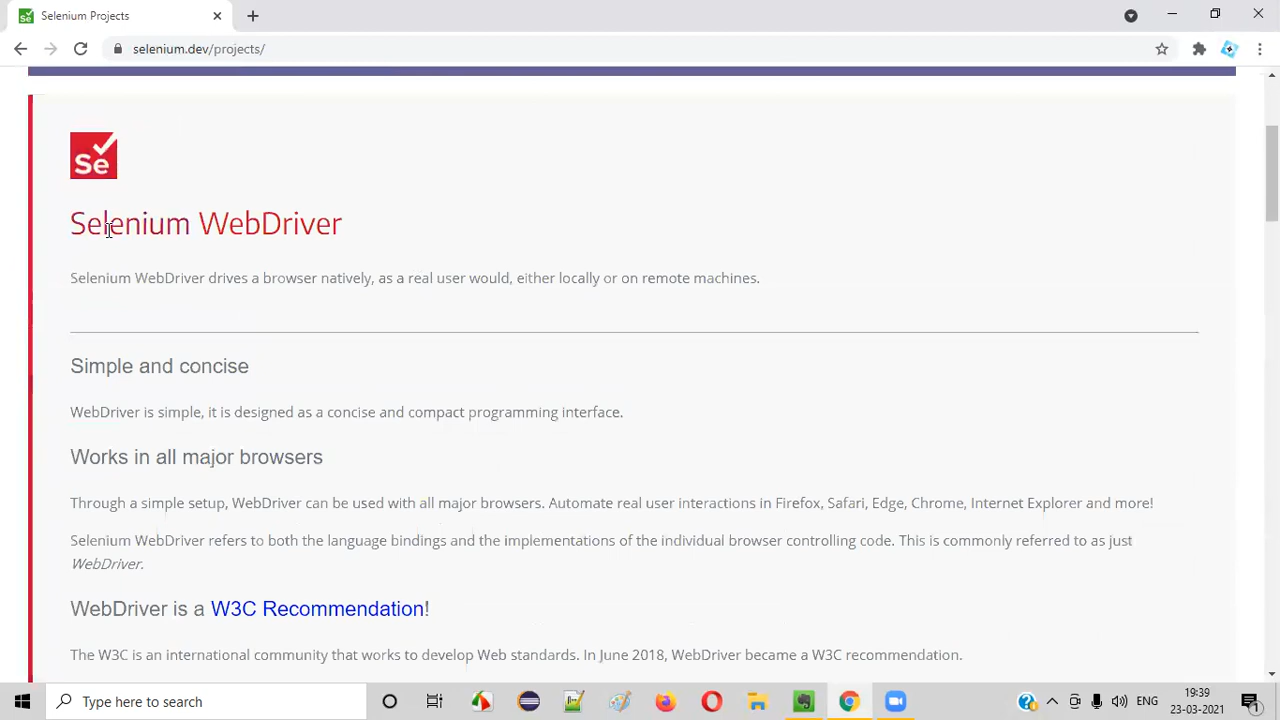 Selenium Projects
selenium.dev/projects/
Se
Selenium WebDriver
Selenium WebDriver drives a browser natively, as a real user would, either locally or on remote machines.
Simple and concise
WebDriver is simple, it is designed as a concise and compact programming interface.
Works in all major browsers
Through a simple setup, WebDriver can be used with all major browsers. Automate real user interactions in Firefox, Safari, Edge, Chrome, Internet Explorer and more!
Selenium WebDriver refers to both the language bindings and the implementations of the individual browser controlling code. This is commonly referred to as just
WebDriver.
WebDriver is a W3C Recommendation!
The W3C is an international community that works to develop Web standards. In June 2018, WebDriver became a W3C recommendation.
Type here to search
ENG
19:39
23-03-2021
1